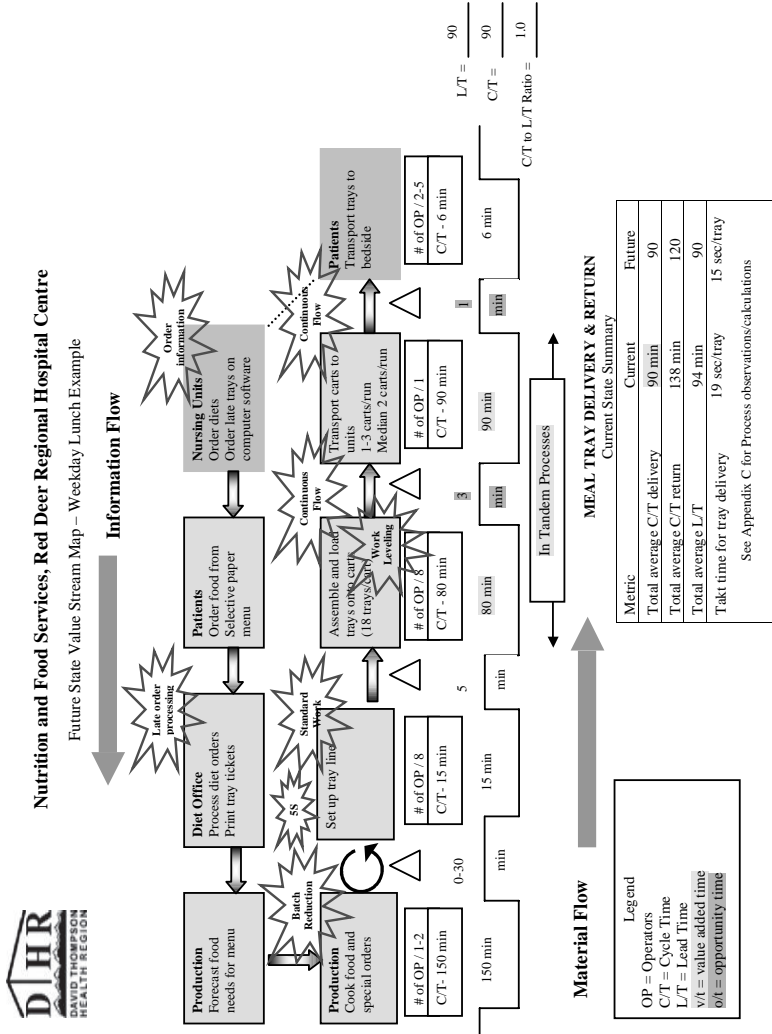 D T H R
DAVID THOMPSON
HEALTH REGION
Nutrition and Food Services, Red Deer Regional Hospital Centre
Future State Value Stream Map – Weekday Lunch Example
Information Flow
Production
Forecast food
needs for menu
Diet Office
Process diet orders
Print tray tickets
Late order
processing
Patients
Order food from
Selective paper
menu
Nursing Units
Order diets
Order late trays on
computer software
Order
information
Batch
Reduction
5S
Standard
Work
Continuous
Flow
Continuous
Flow
Production
Cook food and
special orders
Set up tray line
Assemble and load
trays onto carts
(18 trays/cart)
Work
Leveling
Transport carts to
units
1-3 carts/run
Median 2 carts/run
Patients
Transport trays to
bedside
# of OP / 1-2
C/T- 150 min
# of OP / 8
C/T- 15 min
# of OP / 8
C/T - 80 min
# of OP / 1
C/T - 90 min
# of OP / 2-5
C/T - 6 min
0-30
5
3
1
150 min
min
15 min
min
80 min
min
90 min
min
6 min
L/T = 90
C/T = 90
C/T to L/T Ratio = 1.0
In Tandem Processes
Material Flow
MEAL TRAY DELIVERY & RETURN
Current State Summary
Metric Current Future
Total average C/T delivery 90 min 90
Total average C/T return 138 min 120
Total average L/T 94 min 90
Takt time for tray delivery 19 sec/tray 15 sec/tray
See Appendix C for Process observations/calculations
Legend
OP = Operators
C/T = Cycle Time
L/T = Lead Time
v/t = value added time
o/t = opportunity time